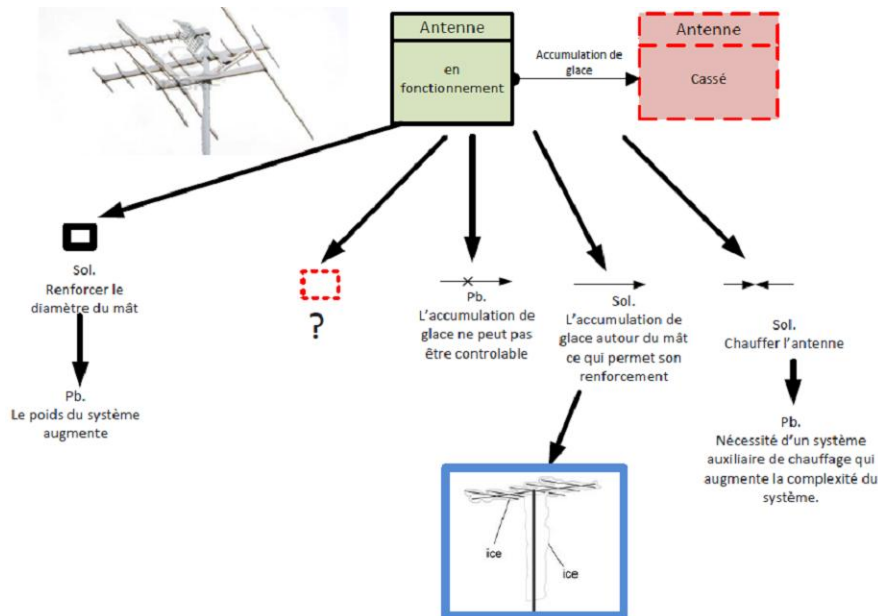 Antenne
en
fonctionnement
Accumulation de
glace
Antenne
Cassé
Sol.
Renforcer le
diamètre du mât
Pb.
Le poids du système
augmente
?
Pb.
L'accumulation de
glace ne peut pas
être controlable
Sol.
L'accumulation de
glace autour du mât
ce qui permet son
renforcement
ice
ice
Sol.
Chauffer l'antenne
Pb.
Nécessité d'un système
auxiliaire de chauffage qui
augmente la complexité du
système.